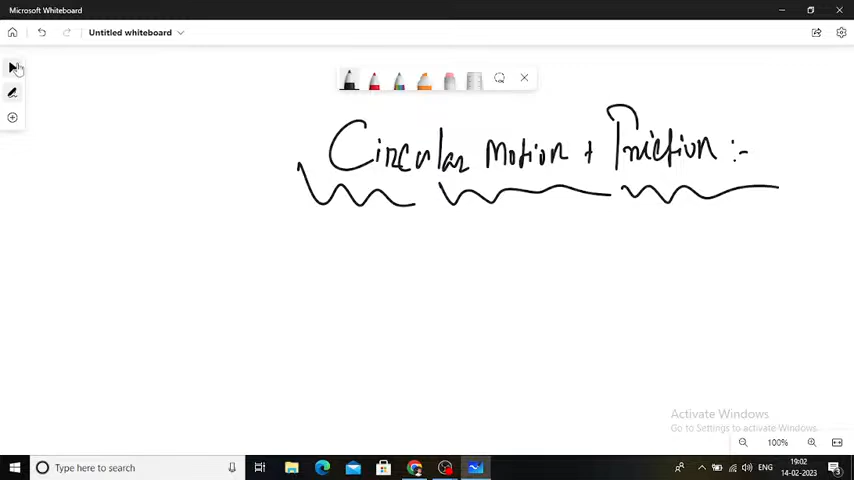 Microsoft Whiteboard
Untitled whiteboard
Circular Motion + Friction :-
Activate Windows
Go to Settings to activate Windows.
100%
Type here to search
ENG
19:02
14-02-2023
3